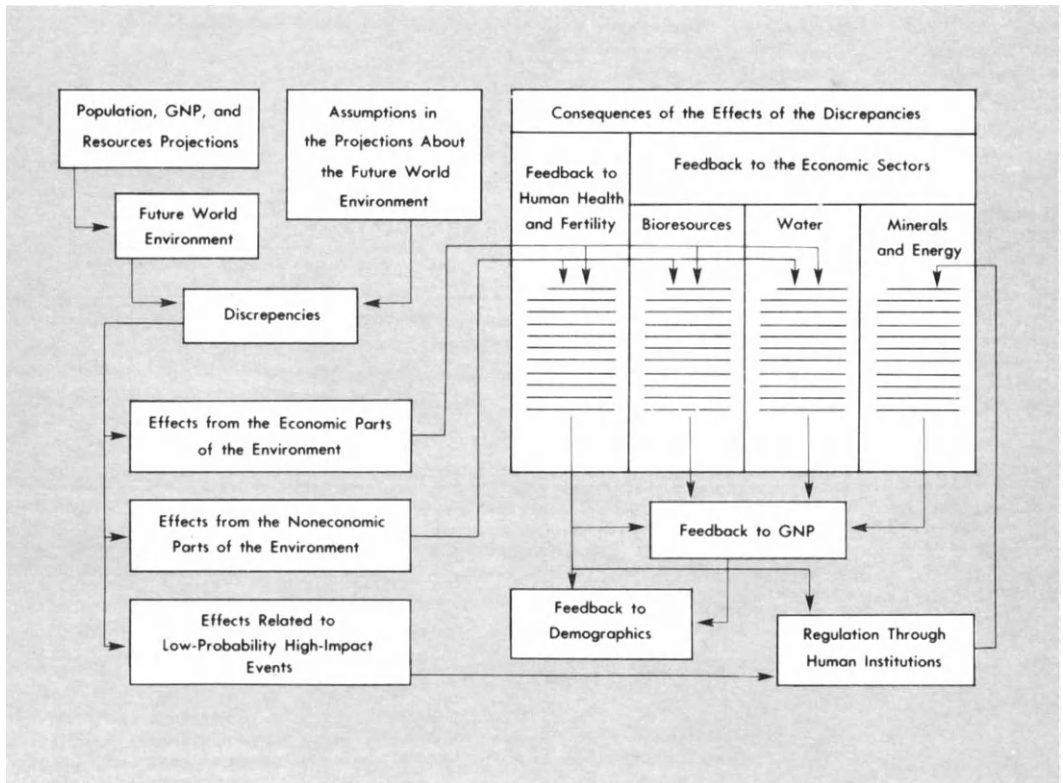 Population, GNP, and
Resources Projections
Assumptions in
the Projections About
the Future World
Environment
Future World
Environment
Discrepencies
Effects from the Economic Parts
of the Environment
Effects from the Noneconomic
Parts of the Environment
Effects Related to
Low-Probability High-Impact
Events
Consequences of the Effects of the Discrepancies
Feedback to
Human Health
and Fertility
Feedback to the Economic Sectors
Bioresources
Water
Minerals
and Energy
Feedback to GNP
Feedback to
Demographics
Regulation Through
Human Institutions